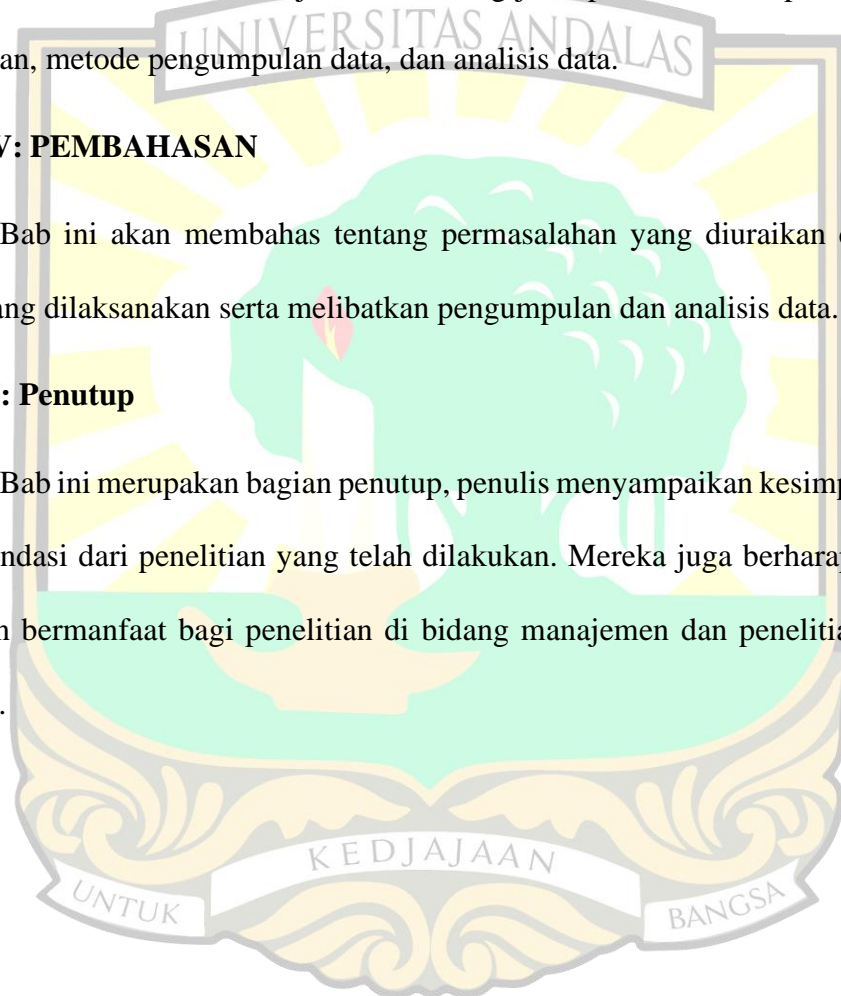 UNIVERSITAS ANDALAS
an, metode pengumpulan data, dan analisis data.
V: PEMBAHASAN
Bab ini akan membahas tentang permasalahan yang diuraikan
ang dilaksanakan serta melibatkan pengumpulan dan analisis data.
: Penutup
Bab ini merupakan bagian penutup, penulis menyampaikan kesimp
ndasi dari penelitian yang telah dilakukan. Mereka juga berhara
bermanfaat bagi penelitian di bidang manajemen dan penelitia
.
KEDJAJAAN
UNTUK
BANGSA